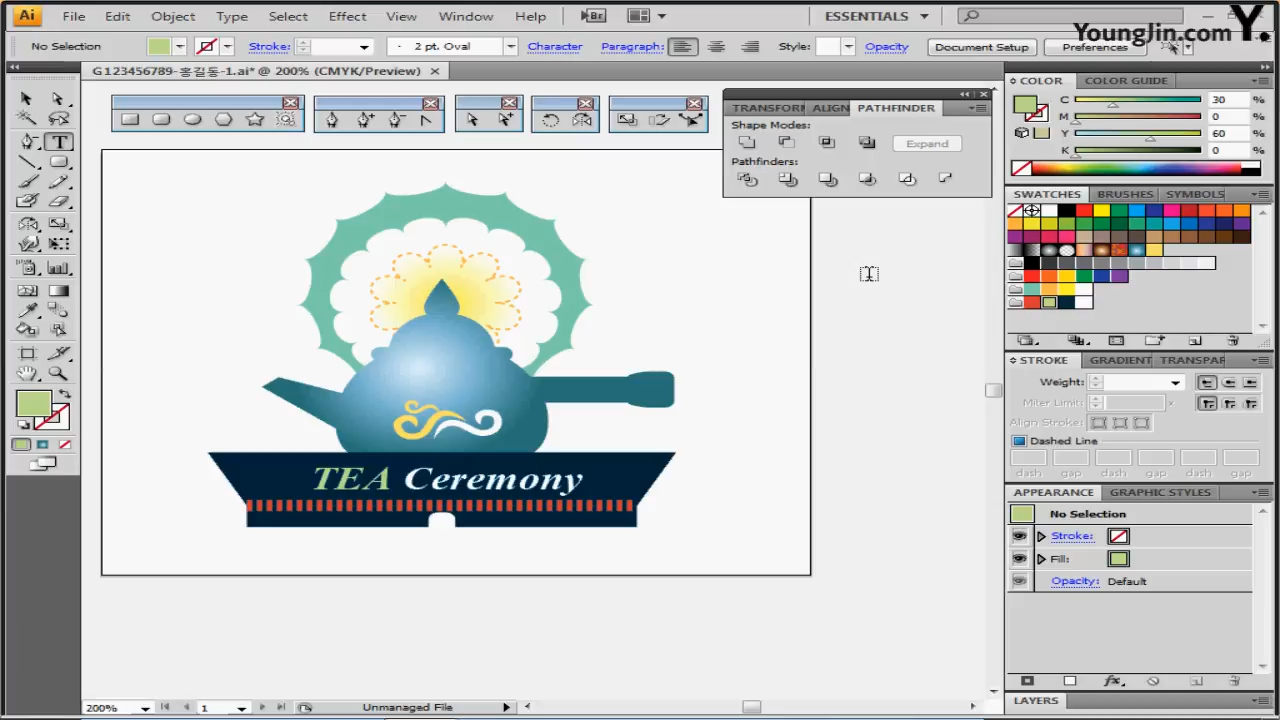 Ai File Edit Object Type Select Effect View Window Help Br ESSENTIALS
YoungJin.com Y.
No Selection Stroke: 2 pt. Oval Character Paragraph: Style: Opacity Document Setup Preferences
G123456789-홍길동-1.ai* @ 200% (CMYK/Preview)
TRANSFORM ALIGN PATHFINDER
Shape Modes:
Expand
Pathfinders:
COLOR COLOR GUIDE
C 30 %
M 0 %
Y 60 %
K 0 %
SWATCHES BRUSHES SYMBOLS
STROKE GRADIENT TRANSPAR
Weight:
Miter Limit: x
Align Stroke:
Dashed Line
dash gap dash gap dash gap
APPEARANCE GRAPHIC STYLES
No Selection
Stroke:
Fill:
Opacity: Default
LAYERS
TEA Ceremony
200% 1 Unmanaged File